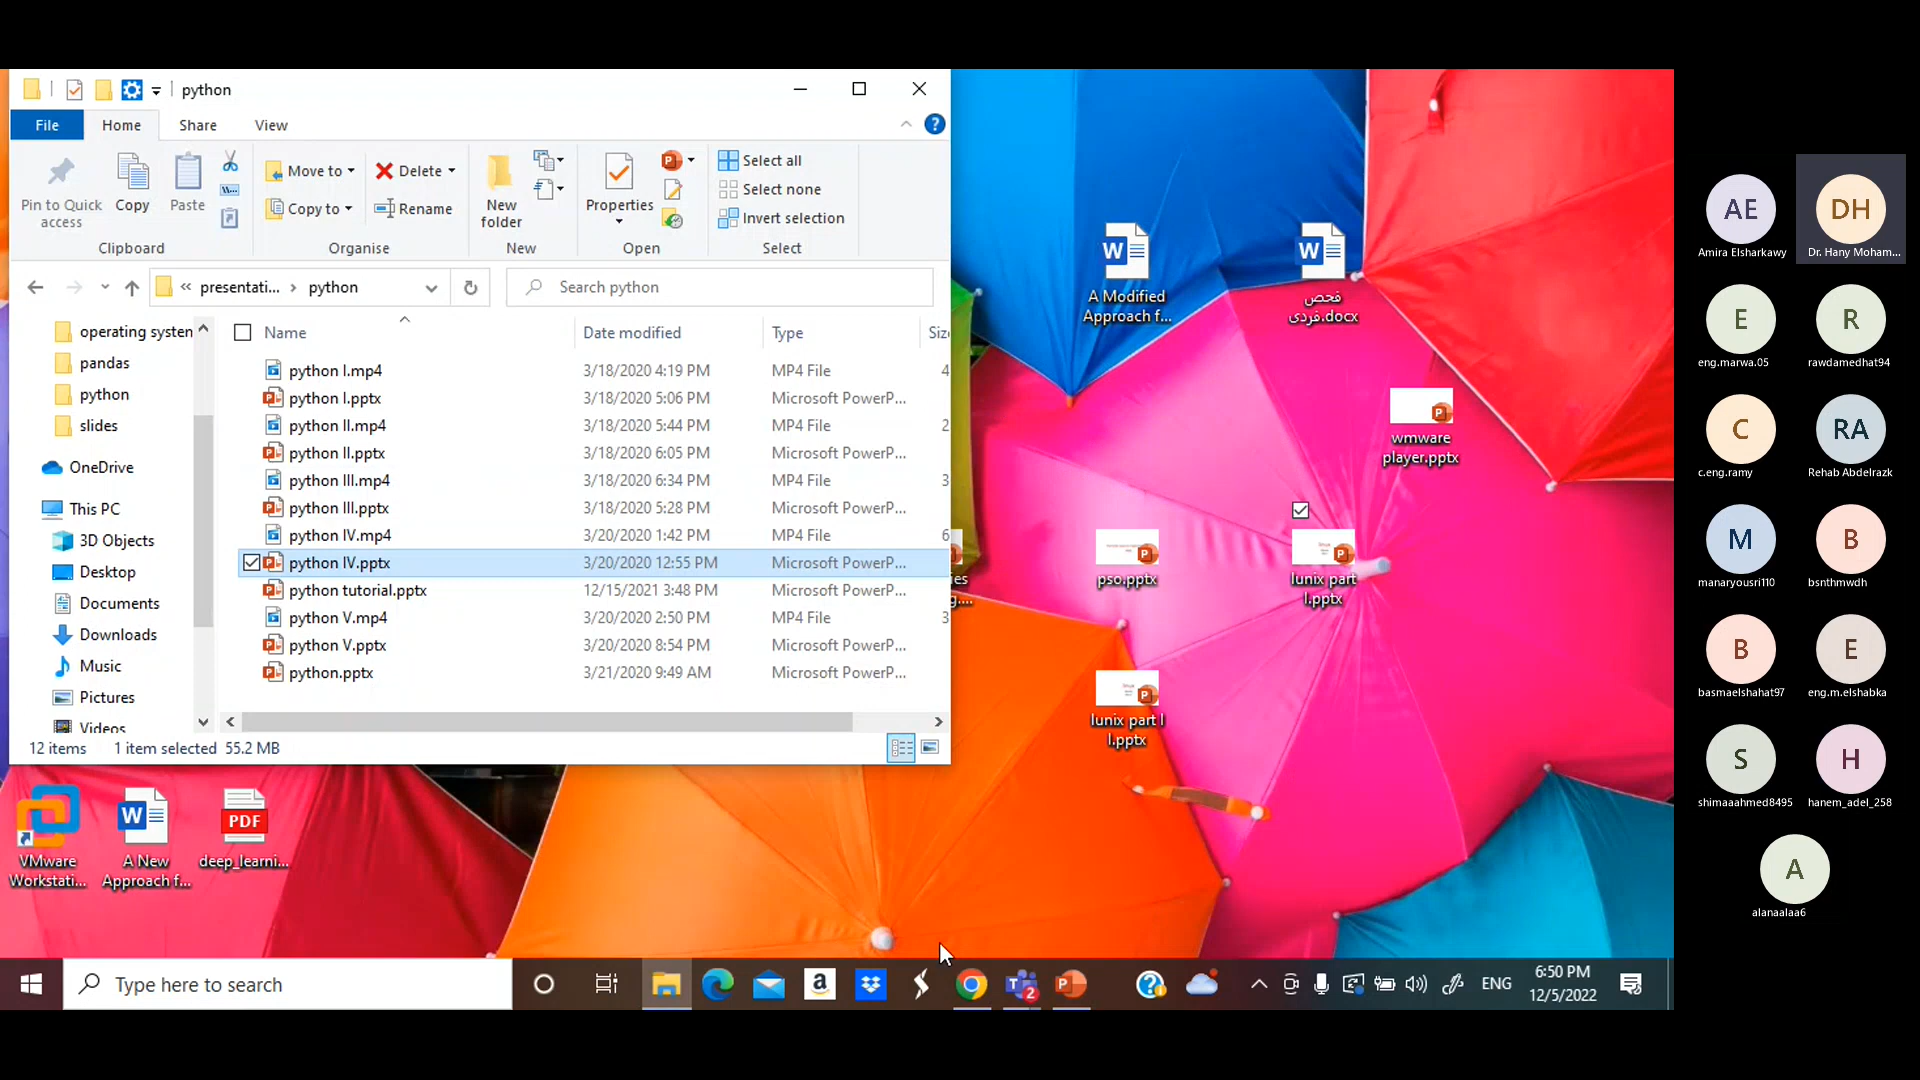 python
File
Home
Share
View
Pin to Quick access
Copy
Paste
Move to
Copy to
Delete
Rename
New folder
Properties
Select all
Select none
Invert selection
Clipboard
Organise
New
Open
Select
« presentati... › python
Search python
operating systen
pandas
python
slides
OneDrive
This PC
3D Objects
Desktop
Documents
Downloads
Music
Pictures
Videos
Name Date modified Type Siz
python I.mp4 3/18/2020 4:19 PM MP4 File 4
python I.pptx 3/18/2020 5:06 PM Microsoft PowerP...
python II.mp4 3/18/2020 5:44 PM MP4 File 2
python II.pptx 3/18/2020 6:05 PM Microsoft PowerP...
python III.mp4 3/18/2020 6:34 PM MP4 File 3
python III.pptx 3/18/2020 5:28 PM Microsoft PowerP...
python IV.mp4 3/20/2020 1:42 PM MP4 File 6
python IV.pptx 3/20/2020 12:55 PM Microsoft PowerP...
python tutorial.pptx 12/15/2021 3:48 PM Microsoft PowerP...
python V.mp4 3/20/2020 2:50 PM MP4 File 3
python V.pptx 3/20/2020 8:54 PM Microsoft PowerP...
python.pptx 3/21/2020 9:49 AM Microsoft PowerP...
12 items 1 item selected 55.2 MB
A Modified
Approach f...
فحص
فردى.docx
wmware
player.pptx
ies
g....
pso.pptx
lunix part
I.pptx
lunix part I
I.pptx
VMware
Workstati...
A New
Approach f...
PDF
deep_learni...
Type here to search
ENG
6:50 PM
12/5/2022
2
AE
Amira Elsharkawy
DH
Dr. Hany Moham...
E
eng.marwa.05
R
rawdamedhat94
C
c.eng.ramy
RA
Rehab Abdelrazk
M
manaryousri110
B
bsnthmwdh
B
basmaelshahat97
E
eng.m.elshabka
S
shimaaahmed8495
H
hanem_adel_258
A
alanaalaa6